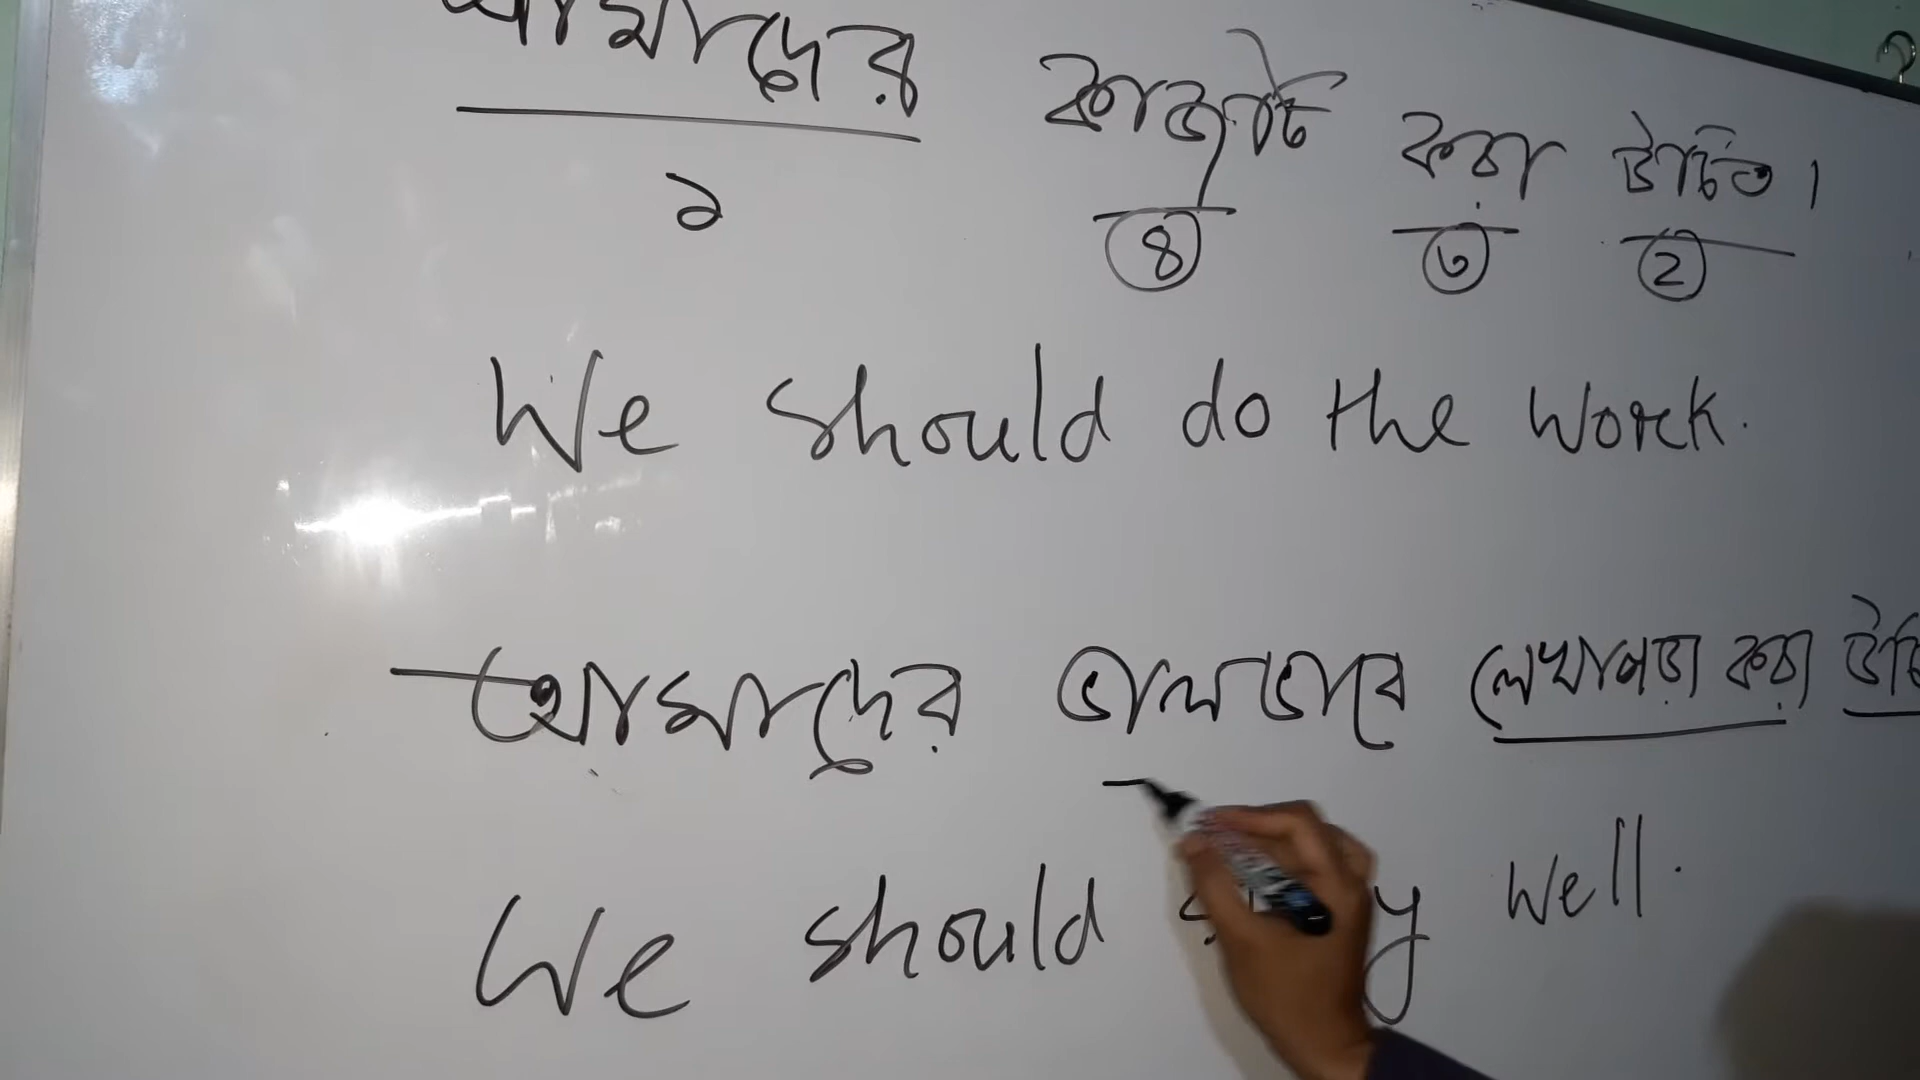 আমাদের কাজটি করা উচিত।
১ ৪ ৩ ২
We should do the work.
আমাদের ভালভাবে লেখাপড়া করা
We should well.